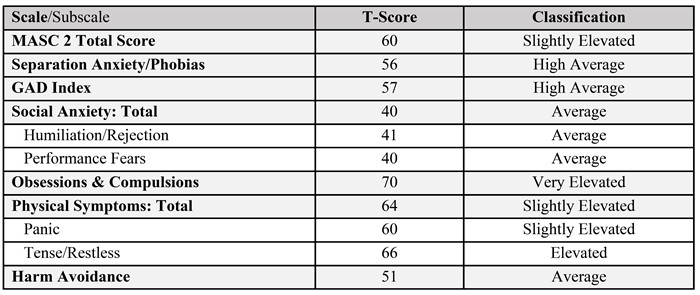 Scale/Subscale T-Score Classification
MASC 2 Total Score 60 Slightly Elevated
Separation Anxiety/Phobias 56 High Average
GAD Index 57 High Average
Social Anxiety: Total 40 Average
Humiliation/Rejection 41 Average
Performance Fears 40 Average
Obsessions & Compulsions 70 Very Elevated
Physical Symptoms: Total 64 Slightly Elevated
Panic 60 Slightly Elevated
Tense/Restless 66 Elevated
Harm Avoidance 51 Average